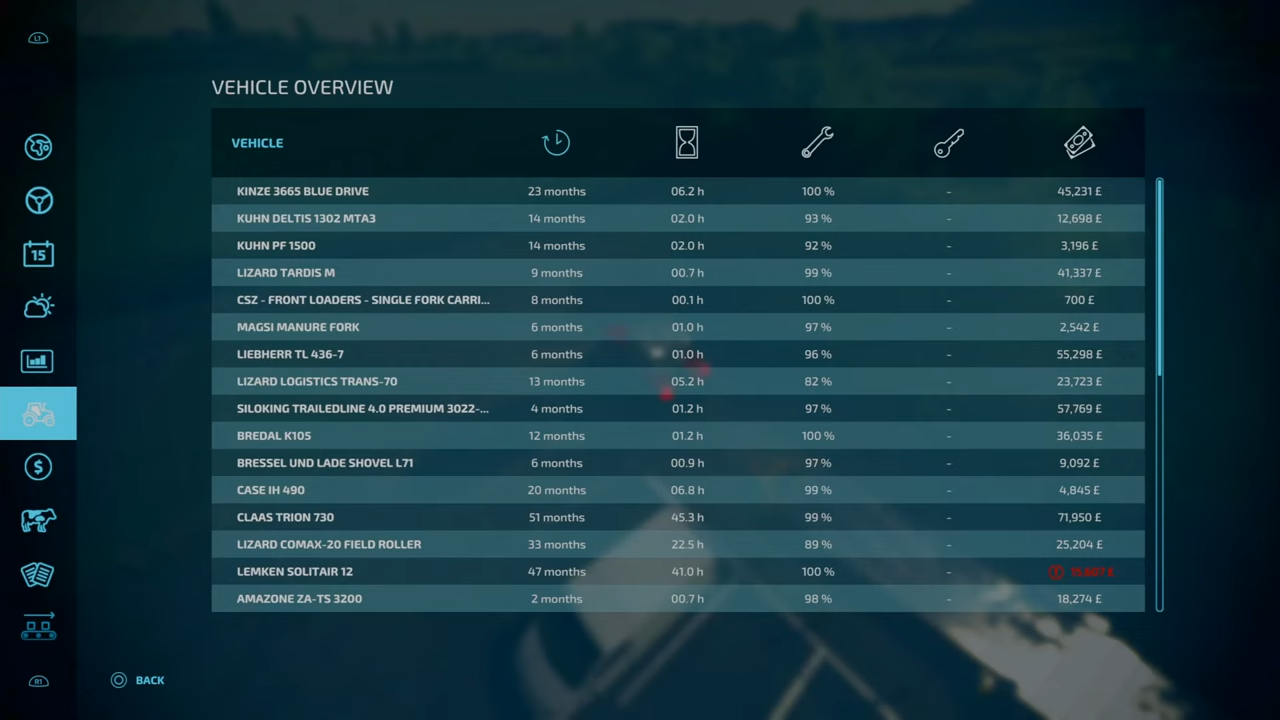 L1
VEHICLE OVERVIEW
VEHICLE
KINZE 3665 BLUE DRIVE 23 months 06.2 h 100 % - 45,231 £
KUHN DELTIS 1302 MTA3 14 months 02.0 h 93 % - 12,698 £
KUHN PF 1500 14 months 02.0 h 92 % - 3,196 £
LIZARD TARDIS M 9 months 00.7 h 99 % - 41,337 £
15
CSZ - FRONT LOADERS - SINGLE FORK CARRI... 8 months 00.1 h 100 % - 700 £
MAGSI MANURE FORK 6 months 01.0 h 97 % - 2,542 £
LIEBHERR TL 436-7 6 months 01.0 h 96 % - 55,298 £
LIZARD LOGISTICS TRANS-70 13 months 05.2 h 82 % - 23,723 £
SILOKING TRAILEDLINE 4.0 PREMIUM 3022-... 4 months 01.2 h 97 % - 57,769 £
BREDAL K105 12 months 01.2 h 100 % - 36,035 £
BRESSEL UND LADE SHOVEL L71 6 months 00.9 h 97 % - 9,092 £
$
CASE IH 490 20 months 06.8 h 99 % - 4,845 £
CLAAS TRION 730 51 months 45.3 h 99 % - 71,950 £
LIZARD COMAX-20 FIELD ROLLER 33 months 22.5 h 89 % - 25,204 £
LEMKEN SOLITAIR 12 47 months 41.0 h 100 % - £
AMAZONE ZA-TS 3200 2 months 00.7 h 98 % - 18,274 £
R1
BACK